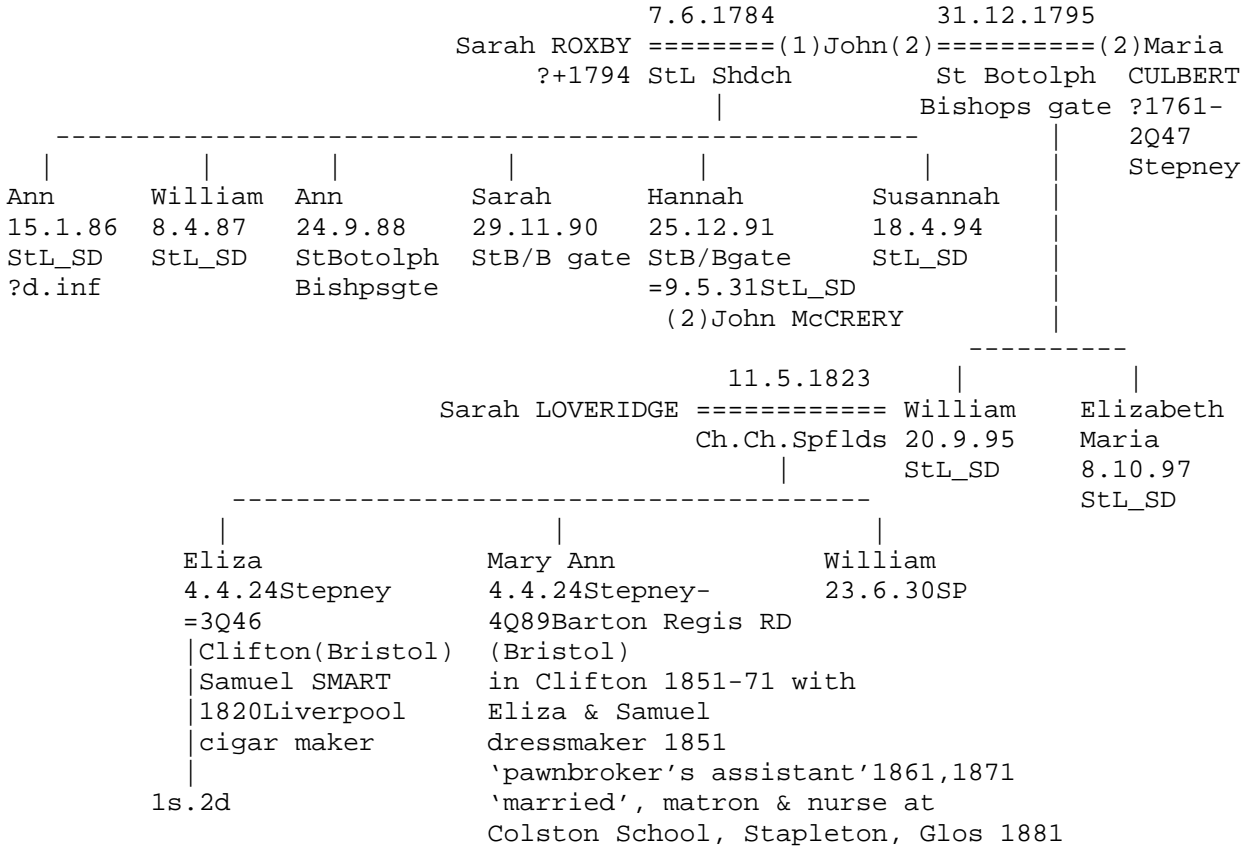 7.6.1784 31.12.1795
Sarah ROXBY ========(1)John(2)==========(2)Maria
?+1794 StL Shdch St Botolph CULBERT
| Bishops gate ?1761-
------------------------------------------------------ | 2Q47
| | | | | | | Stepney
Ann William Ann Sarah Hannah Susannah |
15.1.86 8.4.87 24.9.88 29.11.90 25.12.91 18.4.94 |
StL_SD StL_SD StBotolph StB/B gate StB/Bgate StL_SD |
?d.inf Bishpsgte =9.5.31StL_SD |
(2)John McCRERY |
----------
11.5.1823 | |
Sarah LOVERIDGE ============ William Elizabeth
Ch.Ch.Spflds 20.9.95 Maria
| StL_SD 8.10.97
---------------------------------------- StL_SD
| | |
Eliza Mary Ann William
4.4.24Stepney 4.4.24Stepney- 23.6.30SP
=3Q46 4Q89Barton Regis RD
|Clifton(Bristol) (Bristol)
|Samuel SMART in Clifton 1851-71 with
|1820Liverpool Eliza & Samuel
|cigar maker dressmaker 1851
| ‘pawnbroker’s assistant’1861,1871
1s.2d ‘married’, matron & nurse at
Colston School, Stapleton, Glos 1881